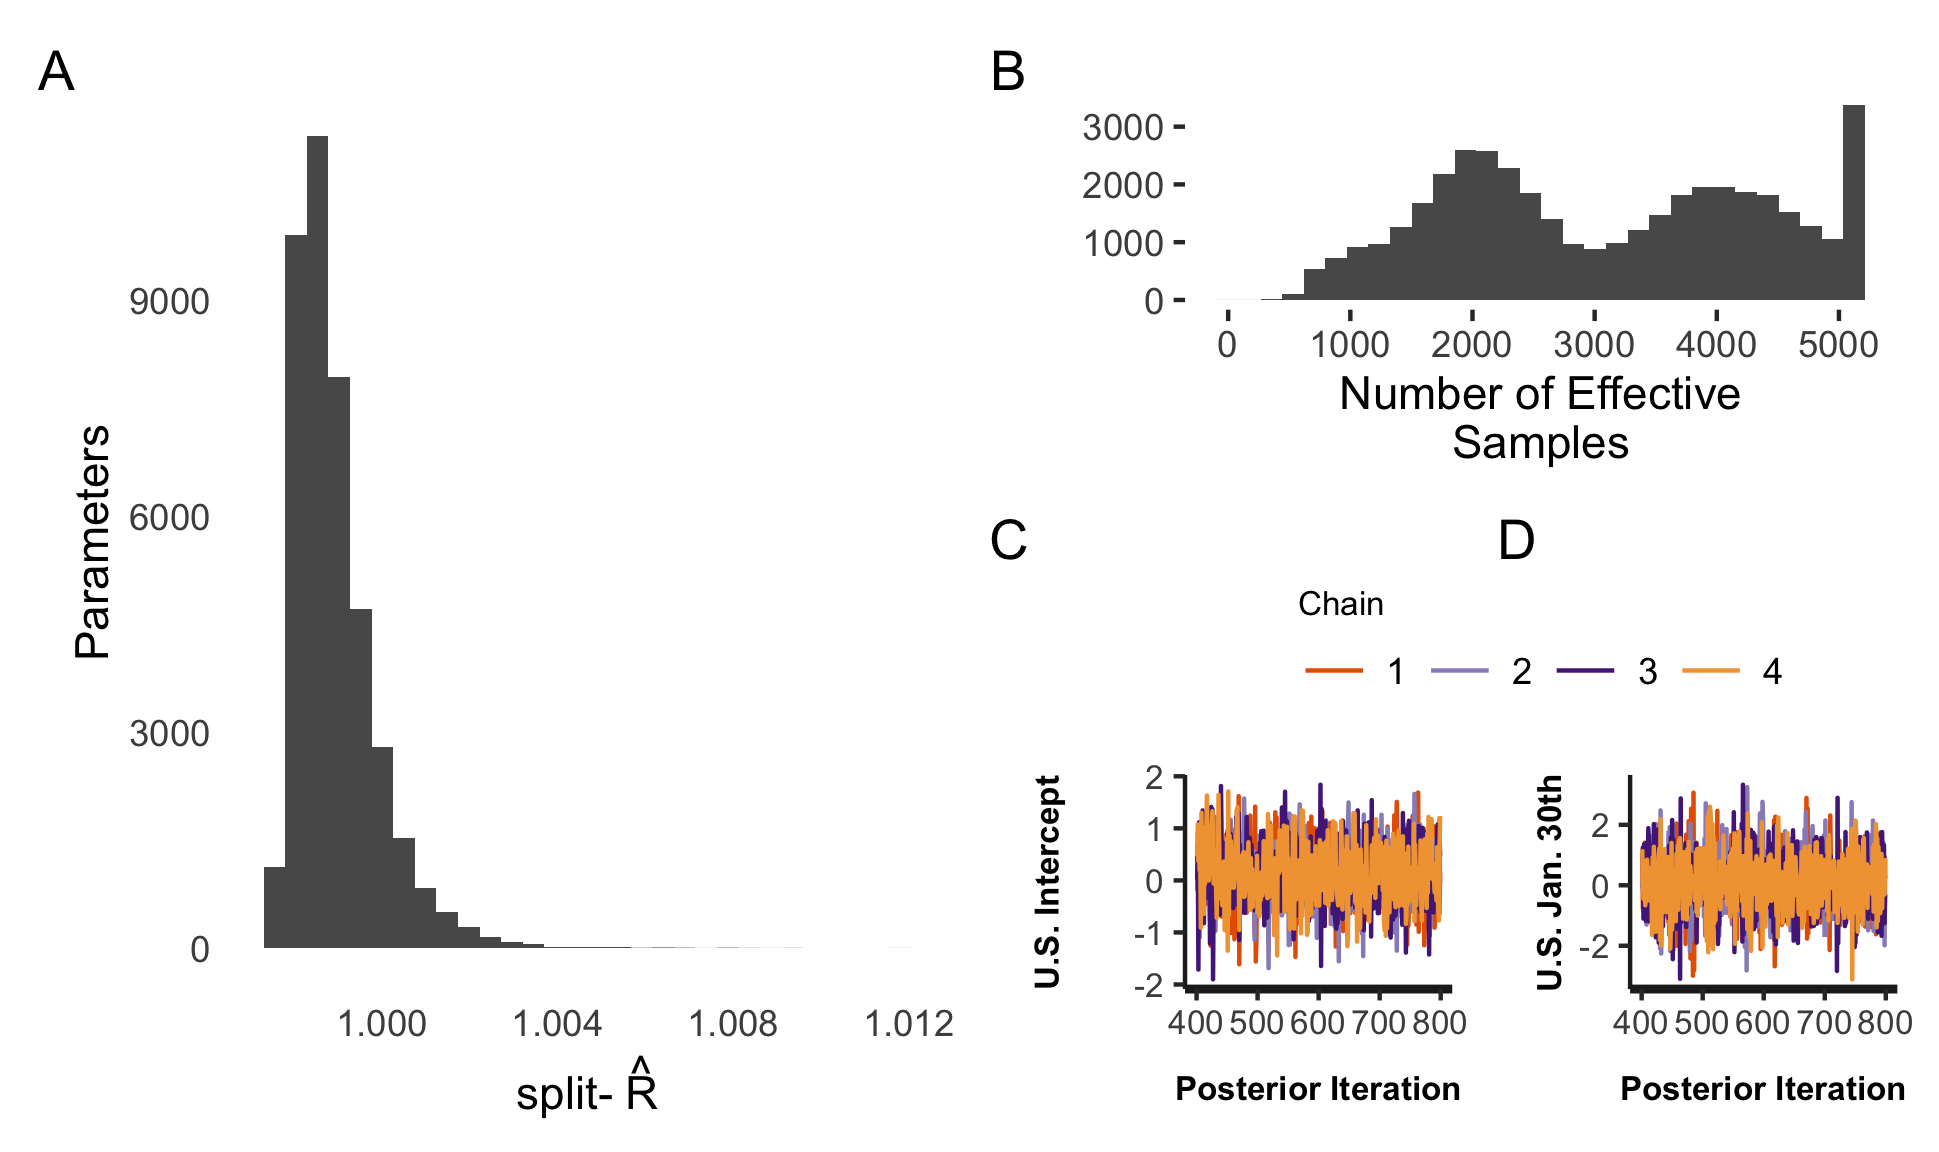 A
Parameters
9000
6000
3000
0
1.000 1.004 1.008 1.012
split- R̂
B
3000
2000
1000
0
0 1000 2000 3000 4000 5000
Number of Effective
Samples
C
D
Chain
1 2 3 4
U.S. Intercept
2
1
0
-1
-2
400 500 600 700 800
Posterior Iteration
U.S. Jan. 30th
2
0
-2
400 500 600 700 800
Posterior Iteration